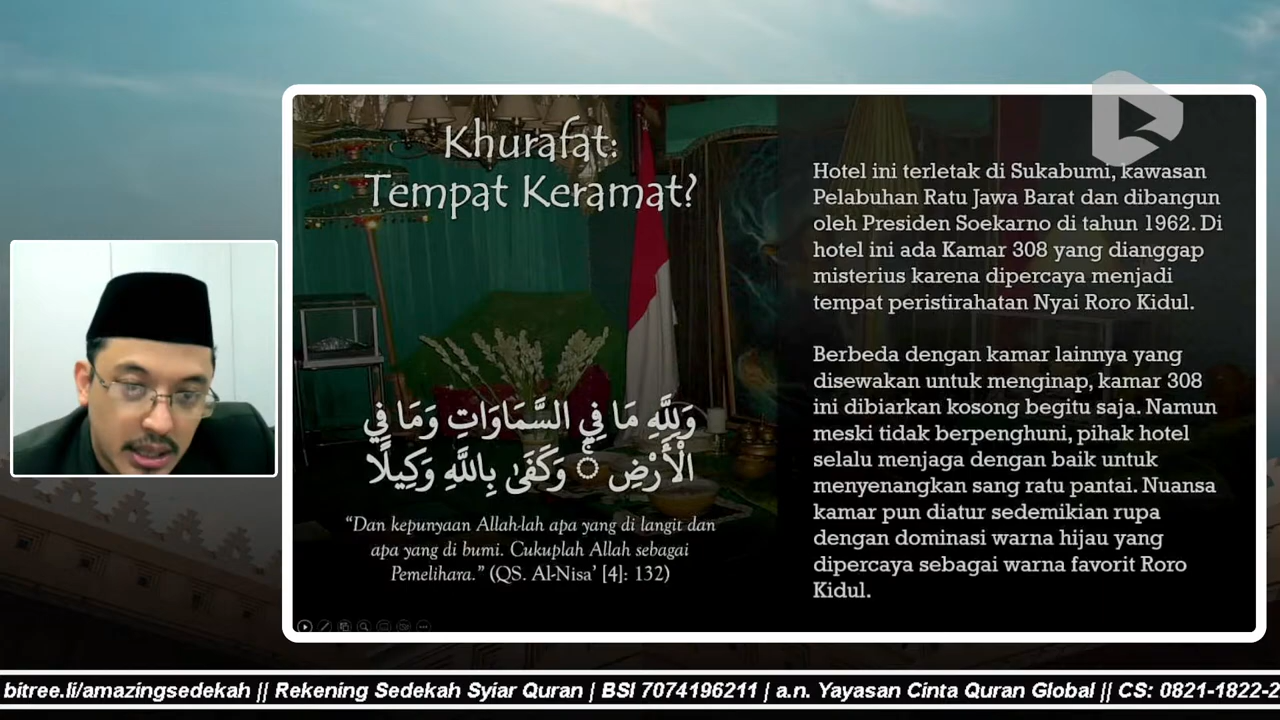 Khurafat:
Tempat Keramat?
وَلِلَّهِ مَا فِي السَّمَاوَاتِ وَمَا فِي
الْأَرْضِ ۚ وَكَفَىٰ بِاللَّهِ وَكِيلًا
“Dan kepunyaan Allah-lah apa yang di langit dan
apa yang di bumi. Cukuplah Allah sebagai
Pemelihara.” (QS. Al-Nisa’ [4]: 132)
Hotel ini terletak di Sukabumi, kawasan
Pelabuhan Ratu Jawa Barat dan dibangun
oleh Presiden Soekarno di tahun 1962. Di
hotel ini ada Kamar 308 yang dianggap
misterius karena dipercaya menjadi
tempat peristirahatan Nyai Roro Kidul.
Berbeda dengan kamar lainnya yang
disewakan untuk menginap, kamar 308
ini dibiarkan kosong begitu saja. Namun
meski tidak berpenghuni, pihak hotel
selalu menjaga dengan baik untuk
menyenangkan sang ratu pantai. Nuansa
kamar pun diatur sedemikian rupa
dengan dominasi warna hijau yang
dipercaya sebagai warna favorit Roro
Kidul.
bitree.li/amazingsedekah || Rekening Sedekah Syiar Quran | BSI 7074196211 | a.n. Yayasan Cinta Quran Global || CS: 0821-1822-2